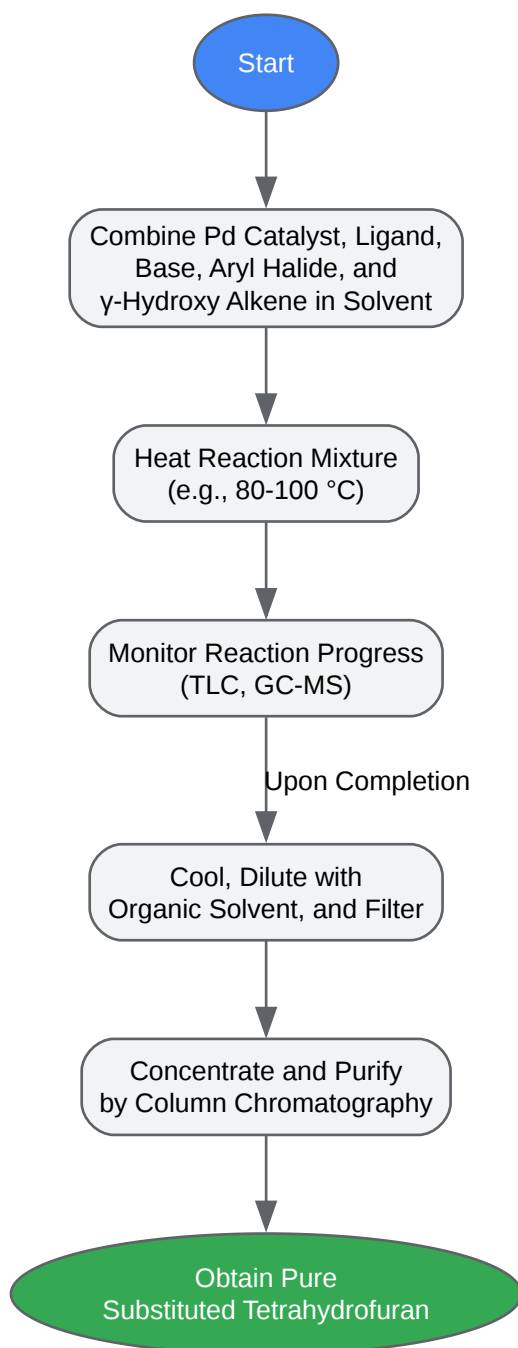 Start
Combine Pd Catalyst, Ligand,
Base, Aryl Halide, and
γ-Hydroxy Alkene in Solvent
Heat Reaction Mixture
(e.g., 80-100 °C)
Monitor Reaction Progress
(TLC, GC-MS)
Upon Completion
Cool, Dilute with
Organic Solvent, and Filter
Concentrate and Purify
by Column Chromatography
Obtain Pure
Substituted Tetrahydrofuran